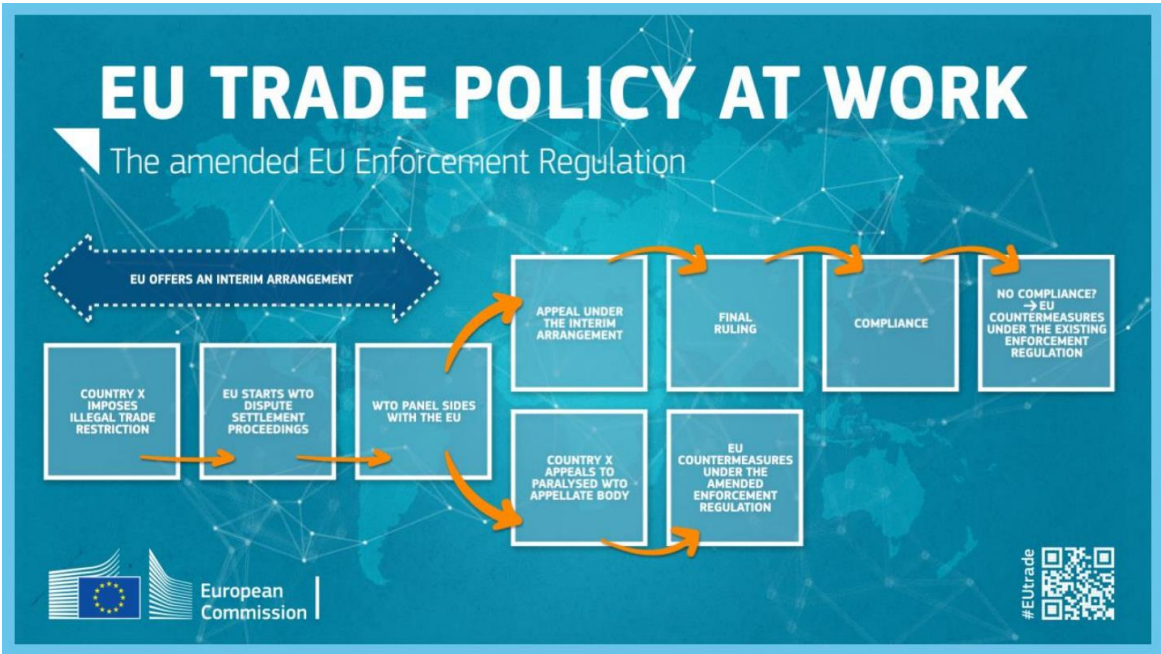 EU TRADE POLICY AT WORK
The amended EU Enforcement Regulation
EU OFFERS AN INTERIM ARRANGEMENT
COUNTRY X
IMPOSES
ILLEGAL TRADE
RESTRICTION
EU STARTS WTO
DISPUTE
SETTLEMENT
PROCEEDINGS
WTO PANEL SIDES
WITH THE EU
APPEAL UNDER
THE INTERIM
ARRANGEMENT
FINAL
RULING
COMPLIANCE
NO COMPLIANCE?
→ EU
COUNTERMEASURES
UNDER THE EXISTING
ENFORCEMENT
REGULATION
COUNTRY X
APPEALS TO
PARALYSED WTO
APPELLATE BODY
EU
COUNTERMEASURES
UNDER THE
AMENDED
ENFORCEMENT
REGULATION
European
Commission
#EUtrade